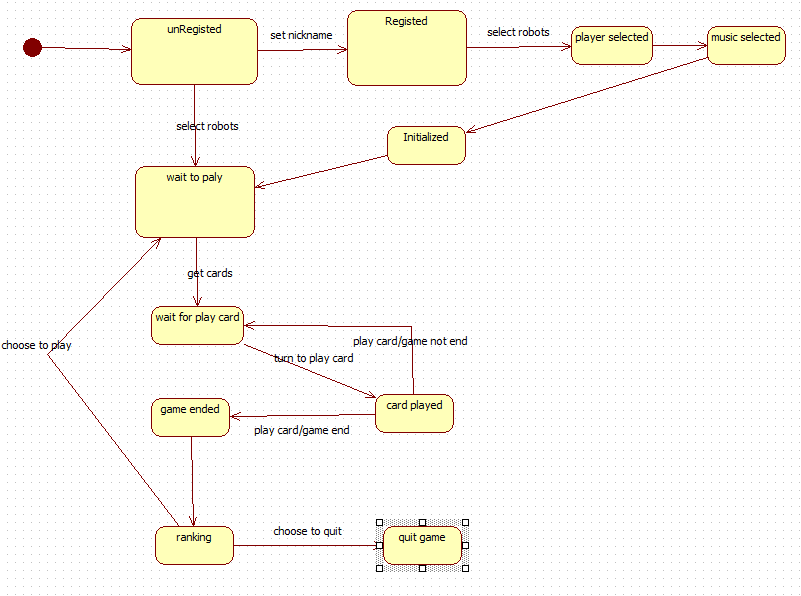 unRegisted
set nickname
Registed
select robots
player selected
music selected
select robots
Initialized
wait to paly
get cards
wait for play card
choose to play
play card/game not end
turn to play card
game ended
card played
play card/game end
ranking
choose to quit
quit game